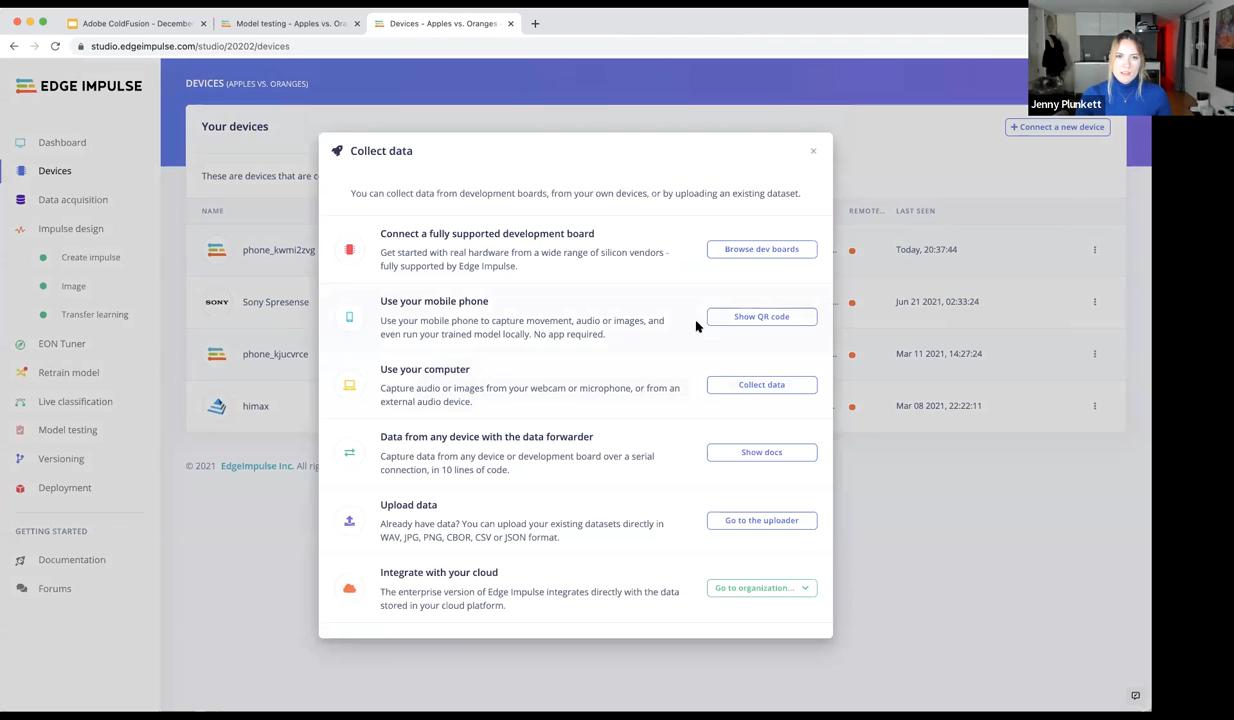 Adobe ColdFusion - Decembe
Model testing - Apples vs. Ora
Devices - Apples vs. Oranges -
studio.edgeimpulse.com/studio/20202/devices
Jenny Plunkett
EDGE IMPULSE
DEVICES (APPLES VS. ORANGES)
Dashboard
Devices
Data acquisition
Impulse design
Create impulse
Image
Transfer learning
EON Tuner
Retrain model
Live classification
Model testing
Versioning
Deployment
GETTING STARTED
Documentation
Forums
Your devices
+ Connect a new device
These are devices that are c
NAME
REMOTE...
LAST SEEN
phone_kwmi2zvg
Today, 20:37:44
SONY
Sony Spresense
Jun 21 2021, 02:33:24
phone_kjucvrce
Mar 11 2021, 14:27:24
himax
Mar 08 2021, 22:22:11
© 2021 EdgeImpulse Inc. All rig
Collect data
You can collect data from development boards, from your own devices, or by uploading an existing dataset.
Connect a fully supported development board
Get started with real hardware from a wide range of silicon vendors -
fully supported by Edge Impulse.
Browse dev boards
Use your mobile phone
Use your mobile phone to capture movement, audio or images, and
even run your trained model locally. No app required.
Show QR code
Use your computer
Capture audio or images from your webcam or microphone, or from an
external audio device.
Collect data
Data from any device with the data forwarder
Capture data from any device or development board over a serial
connection, in 10 lines of code.
Show docs
Upload data
Already have data? You can upload your existing datasets directly in
WAV, JPG, PNG, CBOR, CSV or JSON format.
Go to the uploader
Integrate with your cloud
The enterprise version of Edge Impulse integrates directly with the data
stored in your cloud platform.
Go to organization...